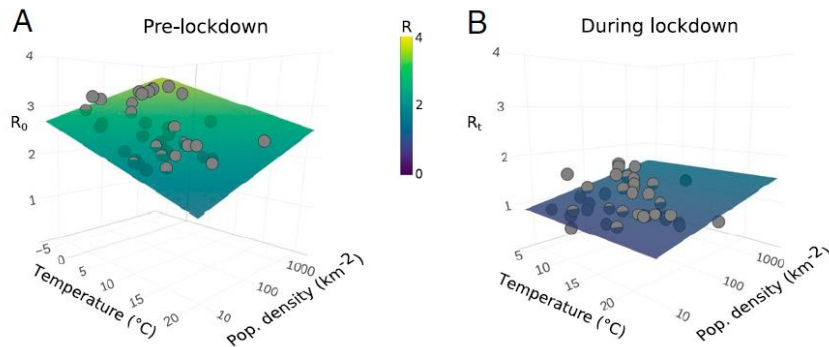 A
Pre-lockdown
4
3
R₀
2
1
-5
0
5
10
15
20
Temperature (°C)
10
100
1000
Pop. density (km⁻²)
R
4
2
0
B
During lockdown
4
3
Rₜ
2
1
5
10
15
20
Temperature (°C)
10
100
1000
Pop. density (km⁻²)